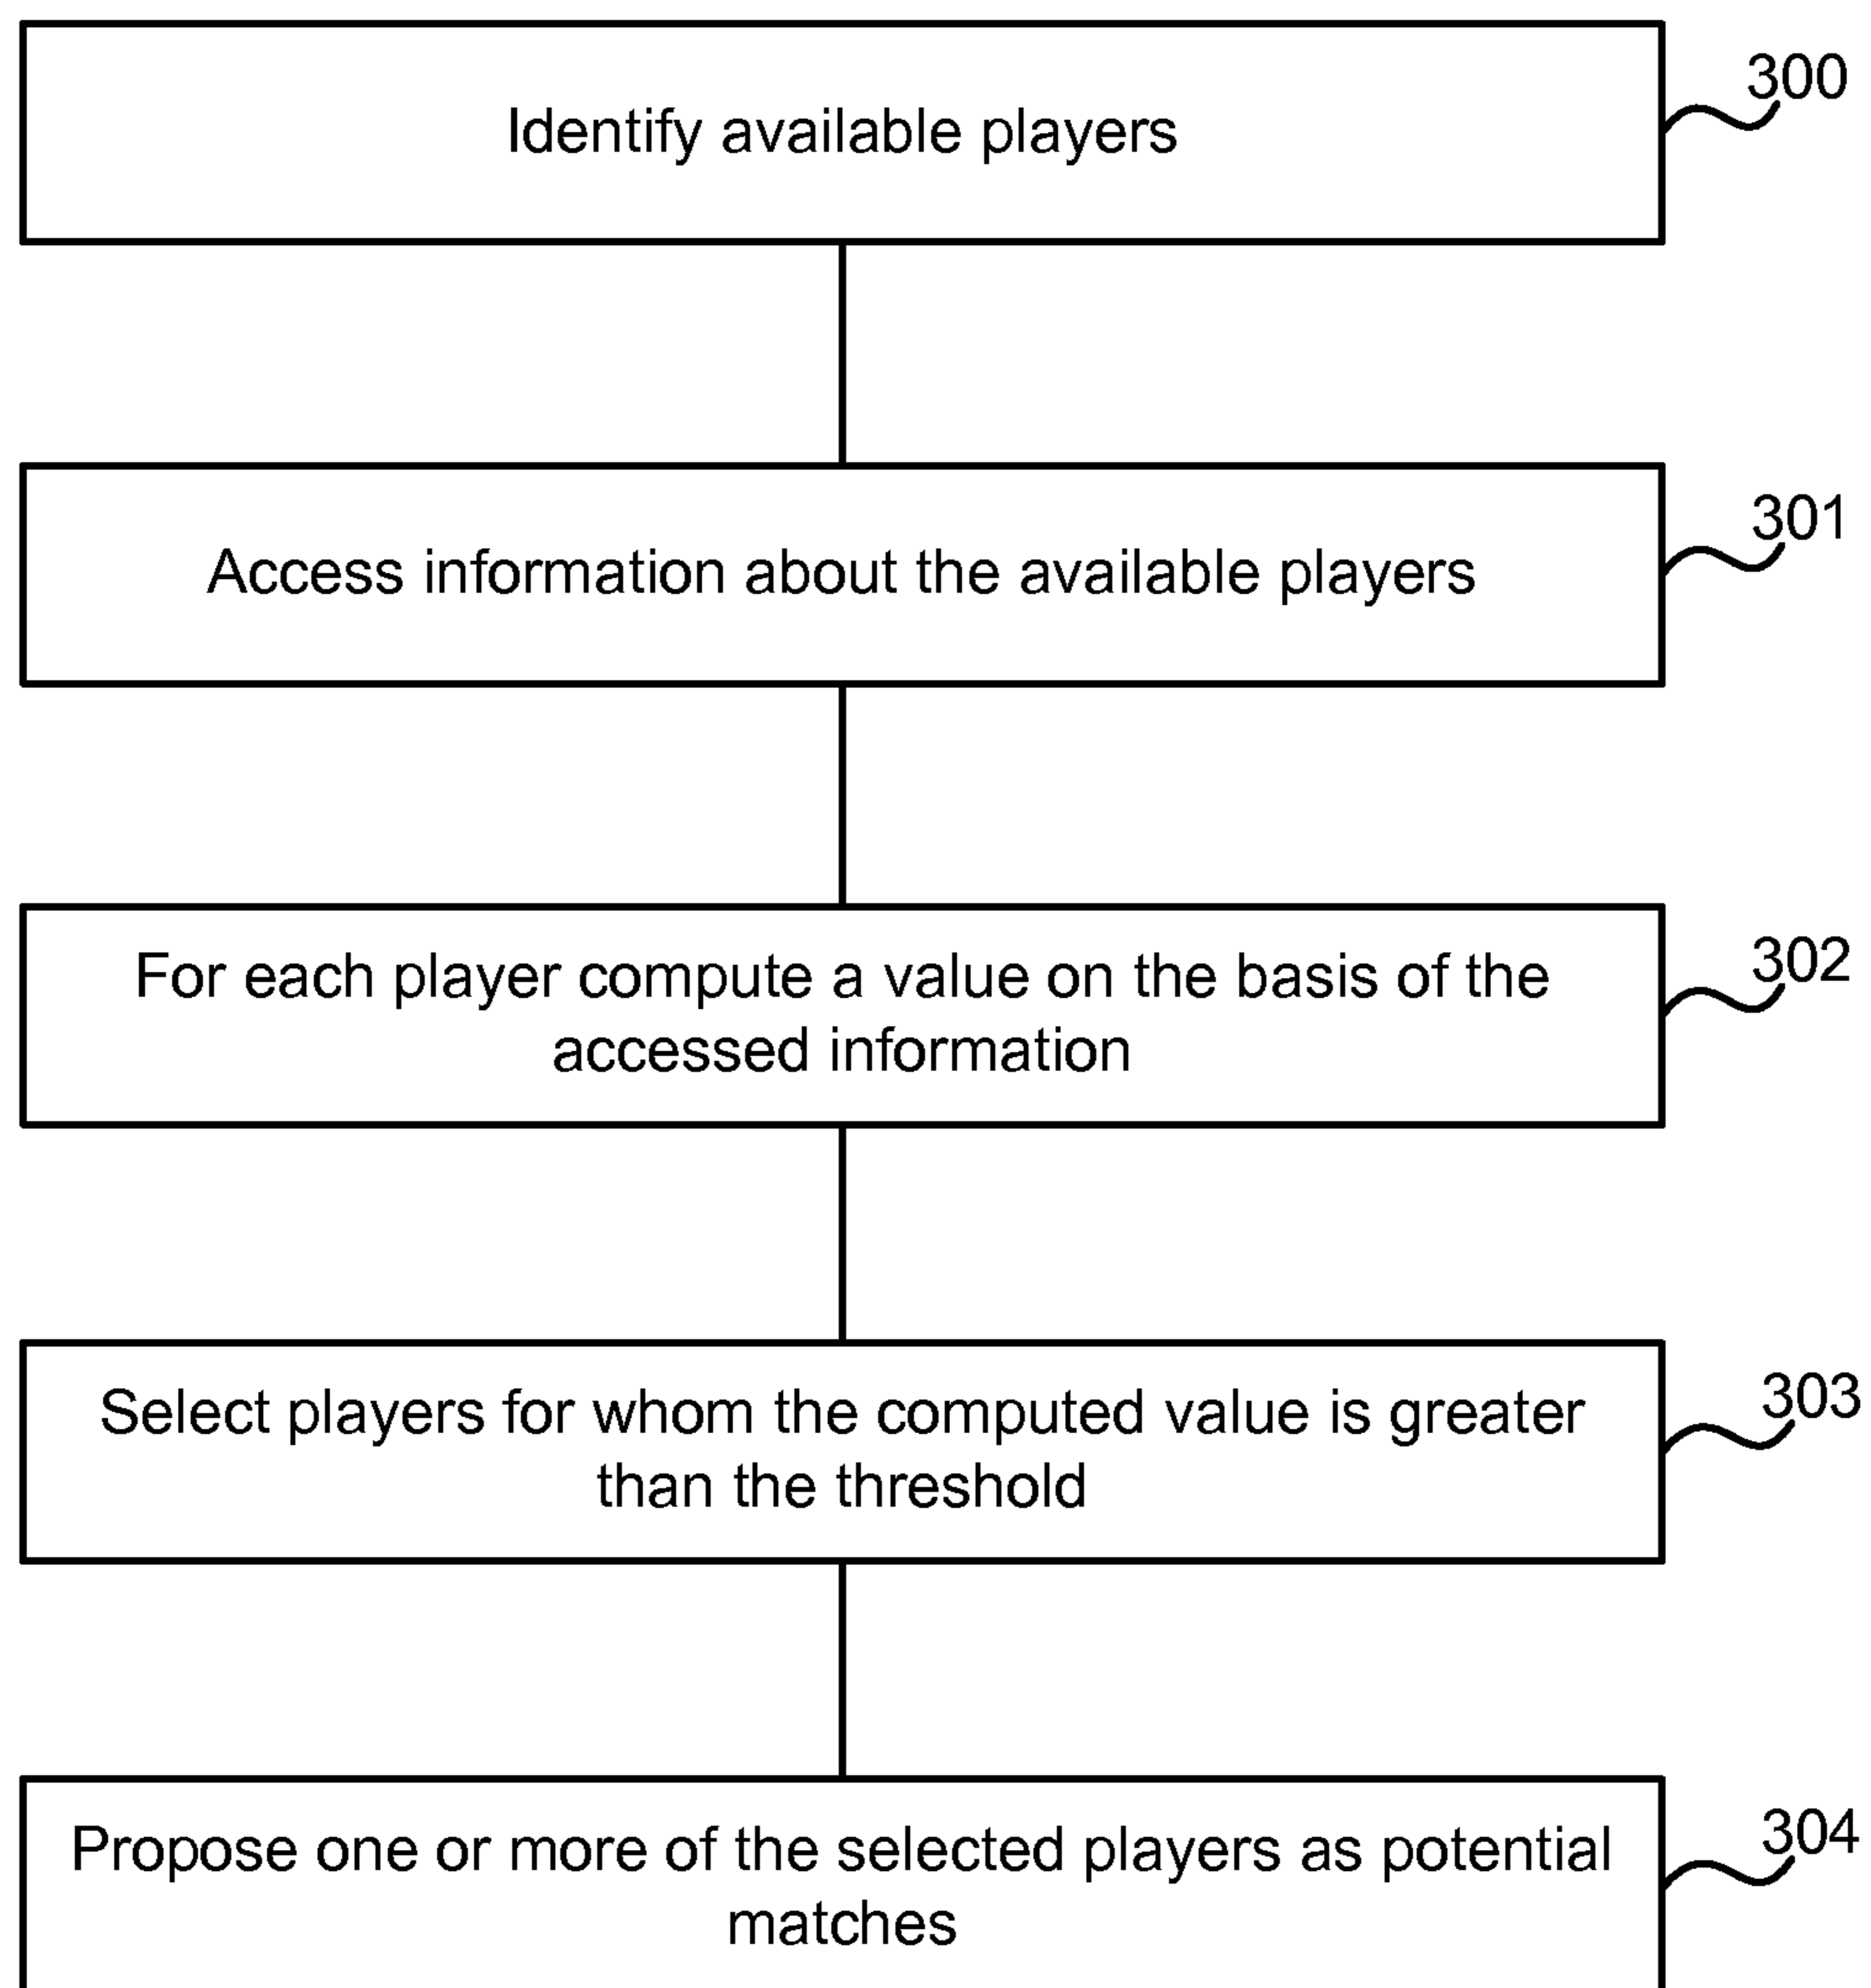 Identify available players
300
Access information about the available players
301
For each player compute a value on the basis of the
accessed information
302
Select players for whom the computed value is greater
than the threshold
303
Propose one or more of the selected players as potential
matches
304